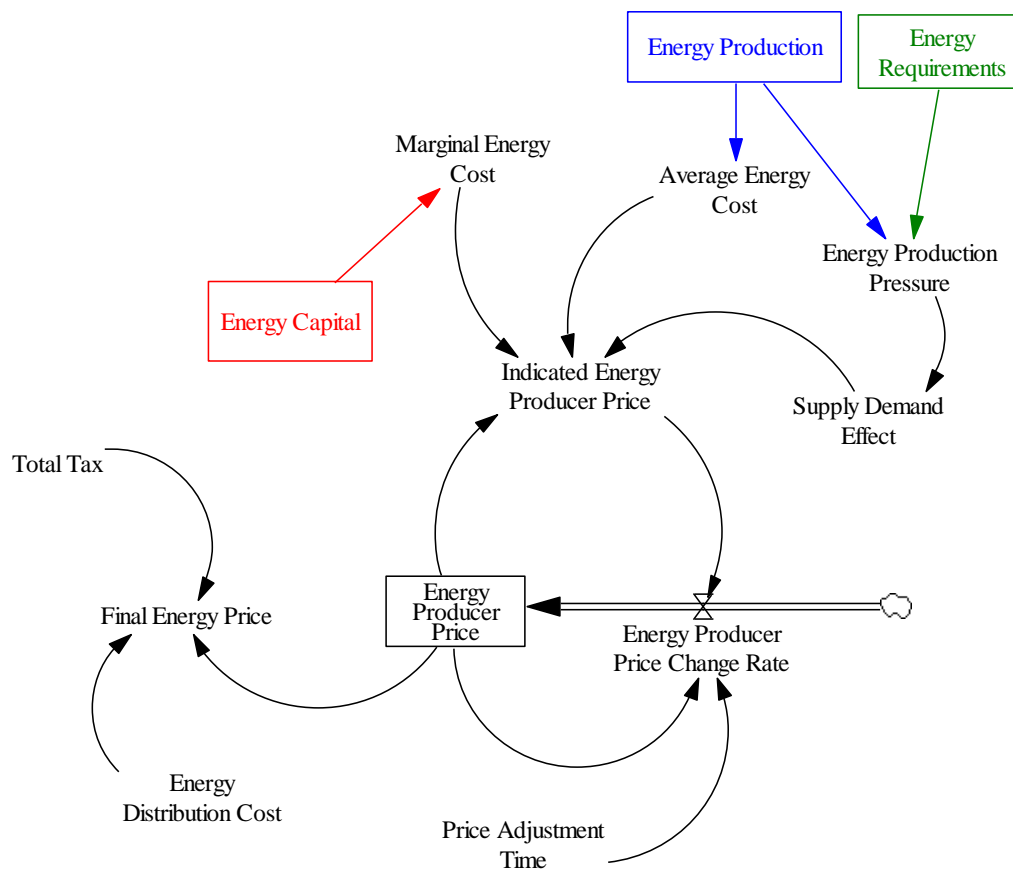 Energy Production
Energy
Requirements
Marginal Energy
Cost
Average Energy
Cost
Energy Production
Pressure
Energy Capital
Indicated Energy
Producer Price
Supply Demand
Effect
Total Tax
Final Energy Price
Energy
Producer
Price
Energy Producer
Price Change Rate
Energy
Distribution Cost
Price Adjustment
Time